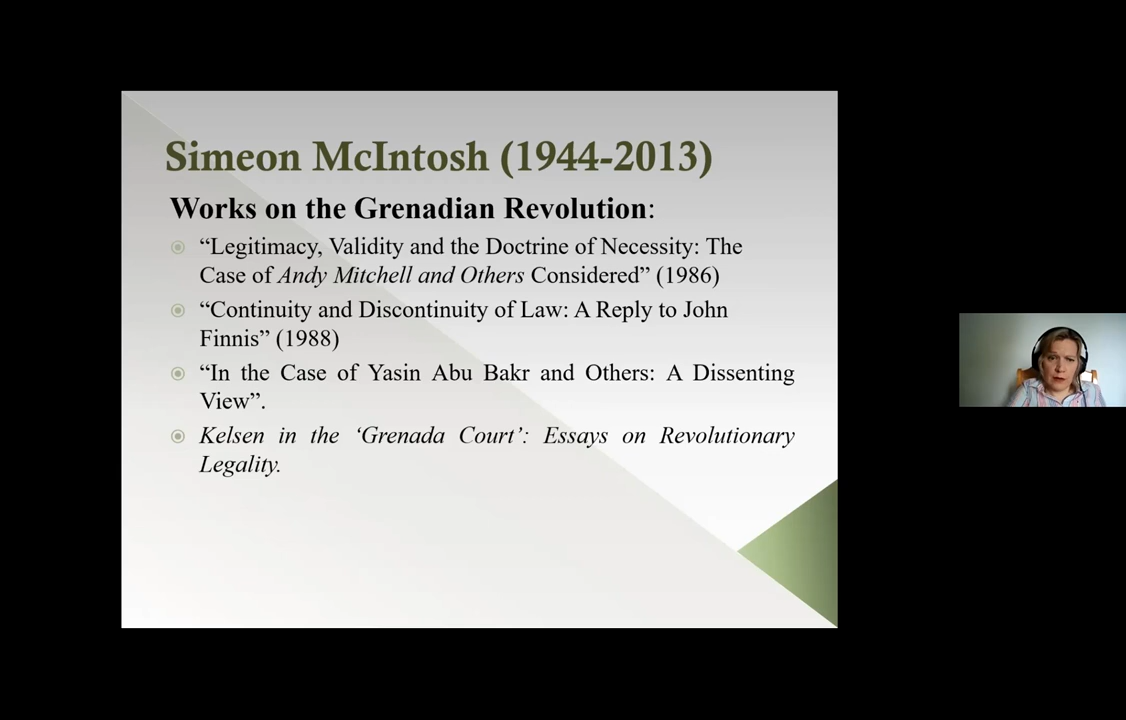 Simeon McIntosh (1944-2013)
Works on the Grenadian Revolution:
“Legitimacy, Validity and the Doctrine of Necessity: The
Case of Andy Mitchell and Others Considered” (1986)
“Continuity and Discontinuity of Law: A Reply to John
Finnis” (1988)
“In the Case of Yasin Abu Bakr and Others: A Dissenting
View”.
Kelsen in the ‘Grenada Court’: Essays on Revolutionary
Legality.